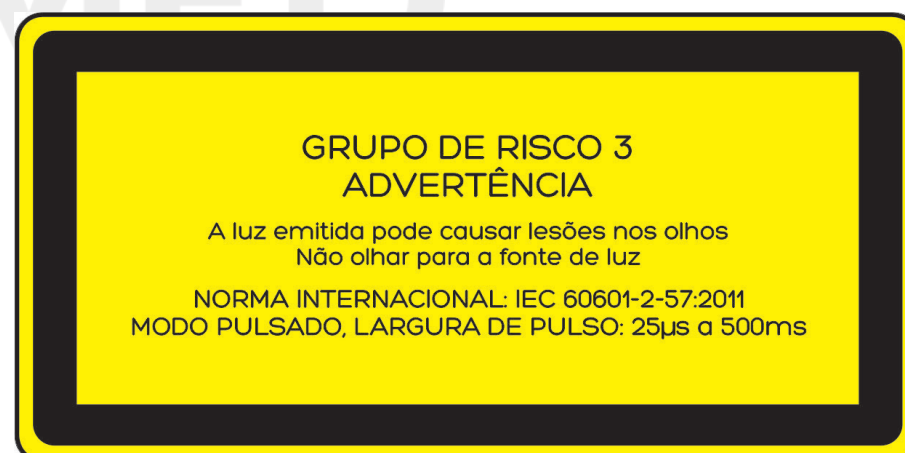 GRUPO DE RISCO 3
ADVERTÊNCIA
A luz emitida pode causar lesões nos olhos
Não olhar para a fonte de luz
NORMA INTERNACIONAL: IEC 60601-2-57:2011
MODO PULSADO, LARGURA DE PULSO: 25µs a 500ms